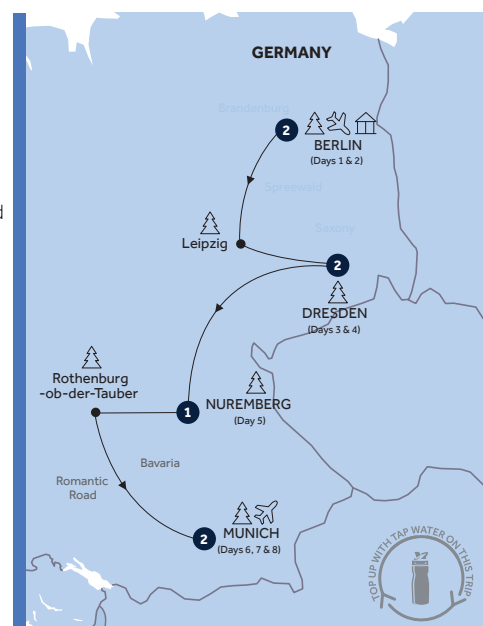 GERMANY
Brandenburg
2
BERLIN
(Days 1 & 2)
Spreewald
d
Saxony
Leipzig
2
DRESDEN
(Days 3 & 4)
Rothenburg
-ob-der-Tauber
1
NUREMBERG
(Day 5)
Bavaria
Romantic
Road
2
MUNICH
(Days 6, 7 & 8)
TOP UP WITH TAP WATER ON THIS TRIP